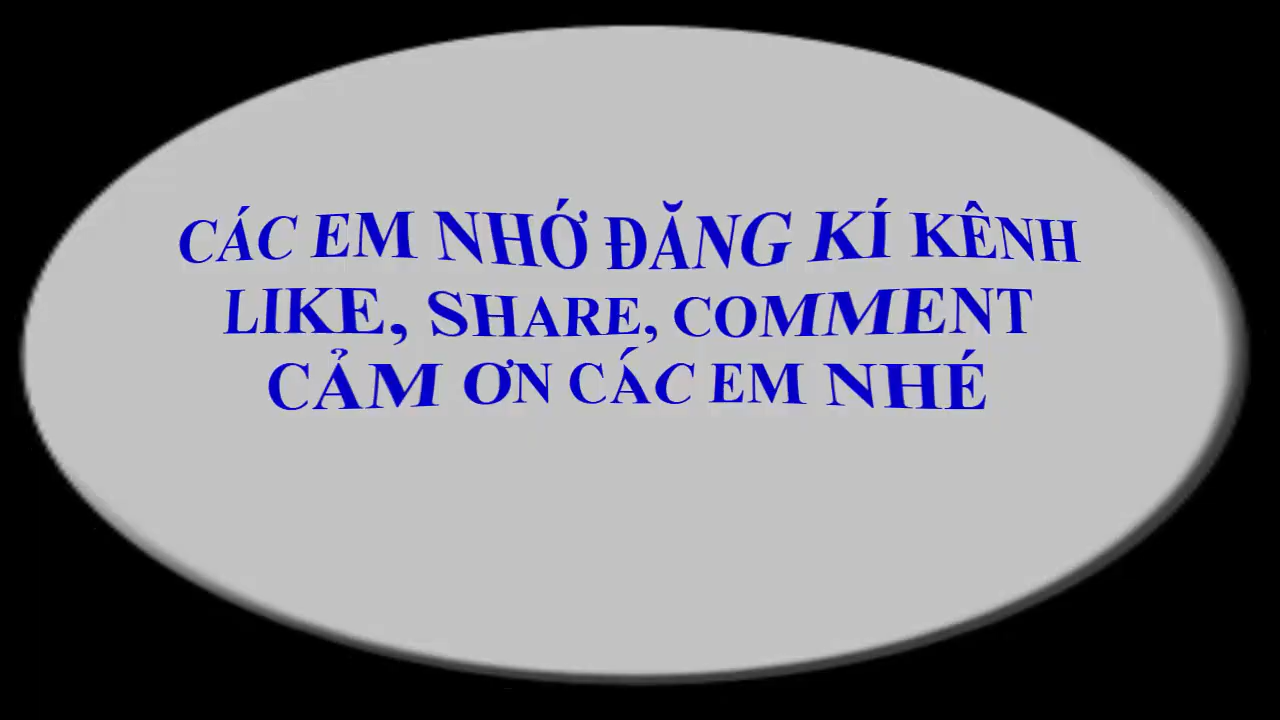 CÁC EM NHỚ ĐĂNG KÍ KÊNH
LIKE, SHARE, COMMENT
CẢM ƠN CÁC EM NHÉ